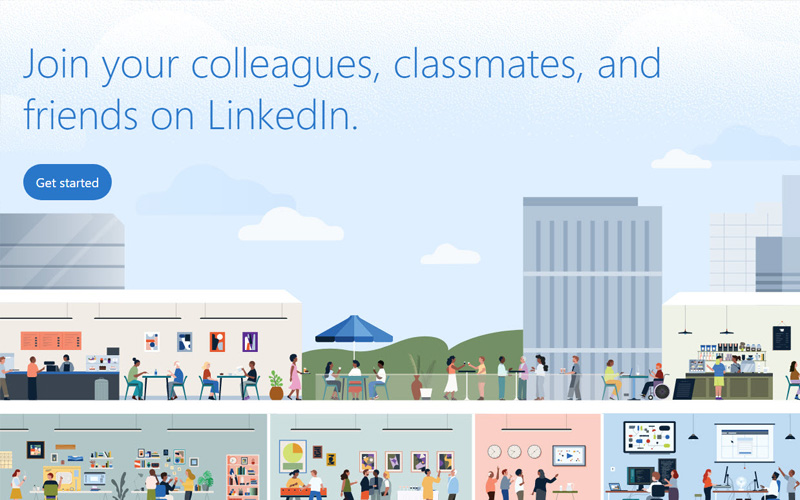 Join your colleagues, classmates, and
friends on LinkedIn.
Get started